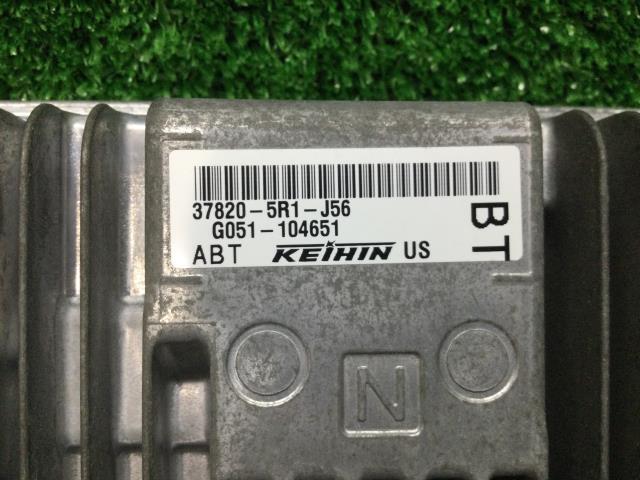 37820-5R1-J56
G051-104651
ABT KEIHIN US
BT
N